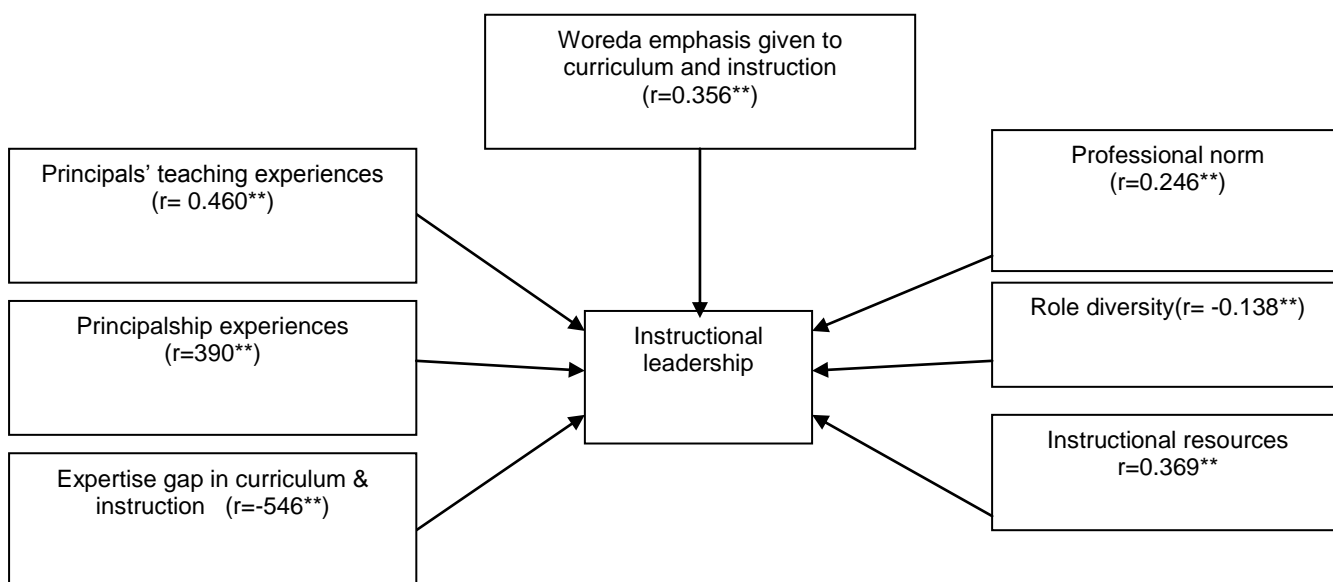 Woreda emphasis given to
curriculum and instruction
(r=0.356**)
Principals’ teaching experiences
(r= 0.460**)
Principalship experiences
(r=390**)
Expertise gap in curriculum &
instruction (r=-546**)
Instructional
leadership
Professional norm
(r=0.246**)
Role diversity(r= -0.138**)
Instructional resources
r=0.369**